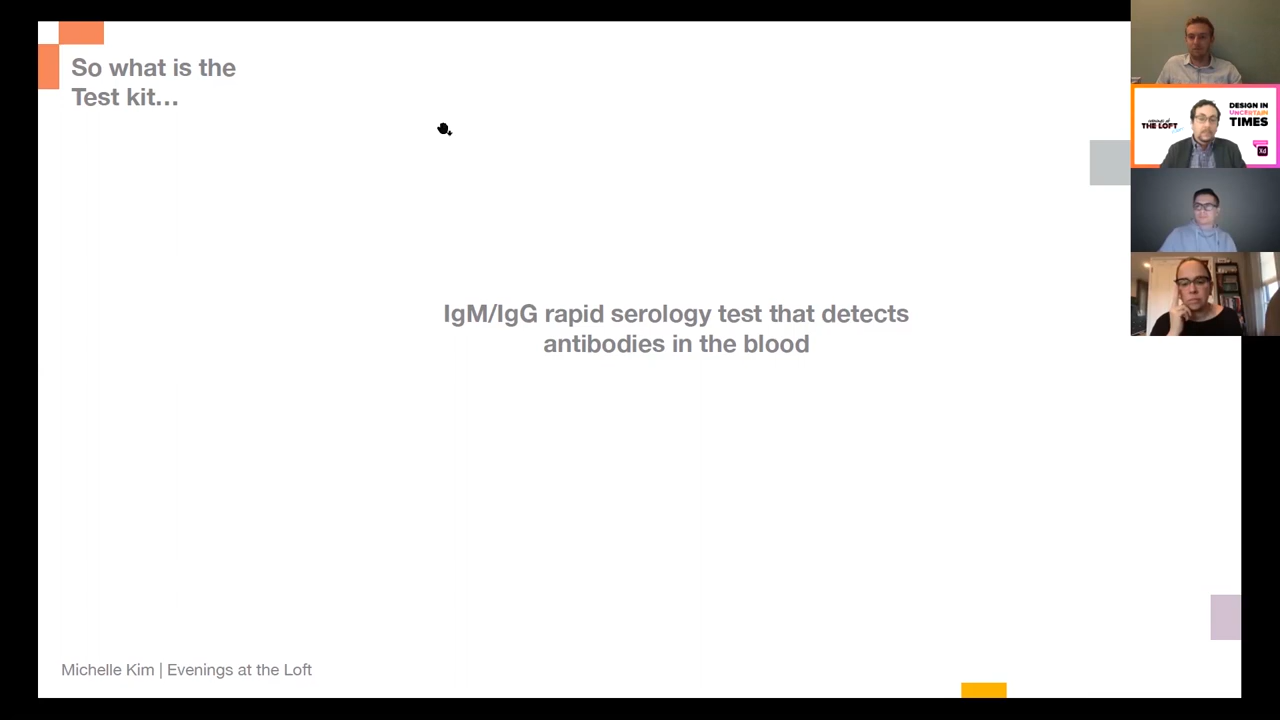 So what is the
Test kit...
IgM/IgG rapid serology test that detects
antibodies in the blood
Michelle Kim | Evenings at the Loft
THE LOFT
DESIGN IN
UNCERTAIN
TIMES
Xd